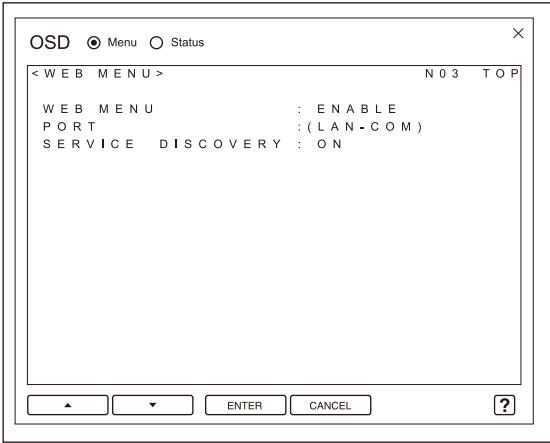 OSD Menu Status
<WEB MENU> N03 TOP
WEB MENU : ENABLE
PORT :(LAN-COM)
SERVICE DISCOVERY : ON
ENTER CANCEL ?